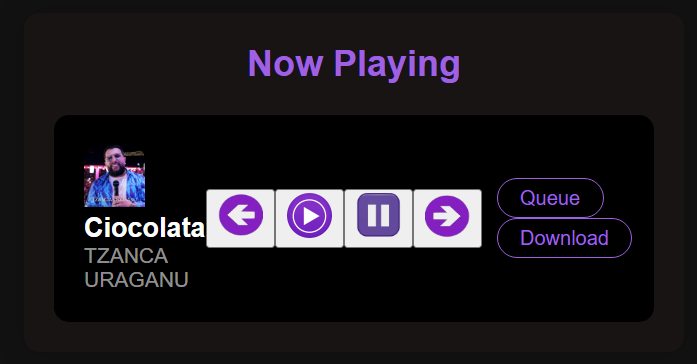 Now Playing
Ciocolata
TZANCA
URAGANU
Queue
Download